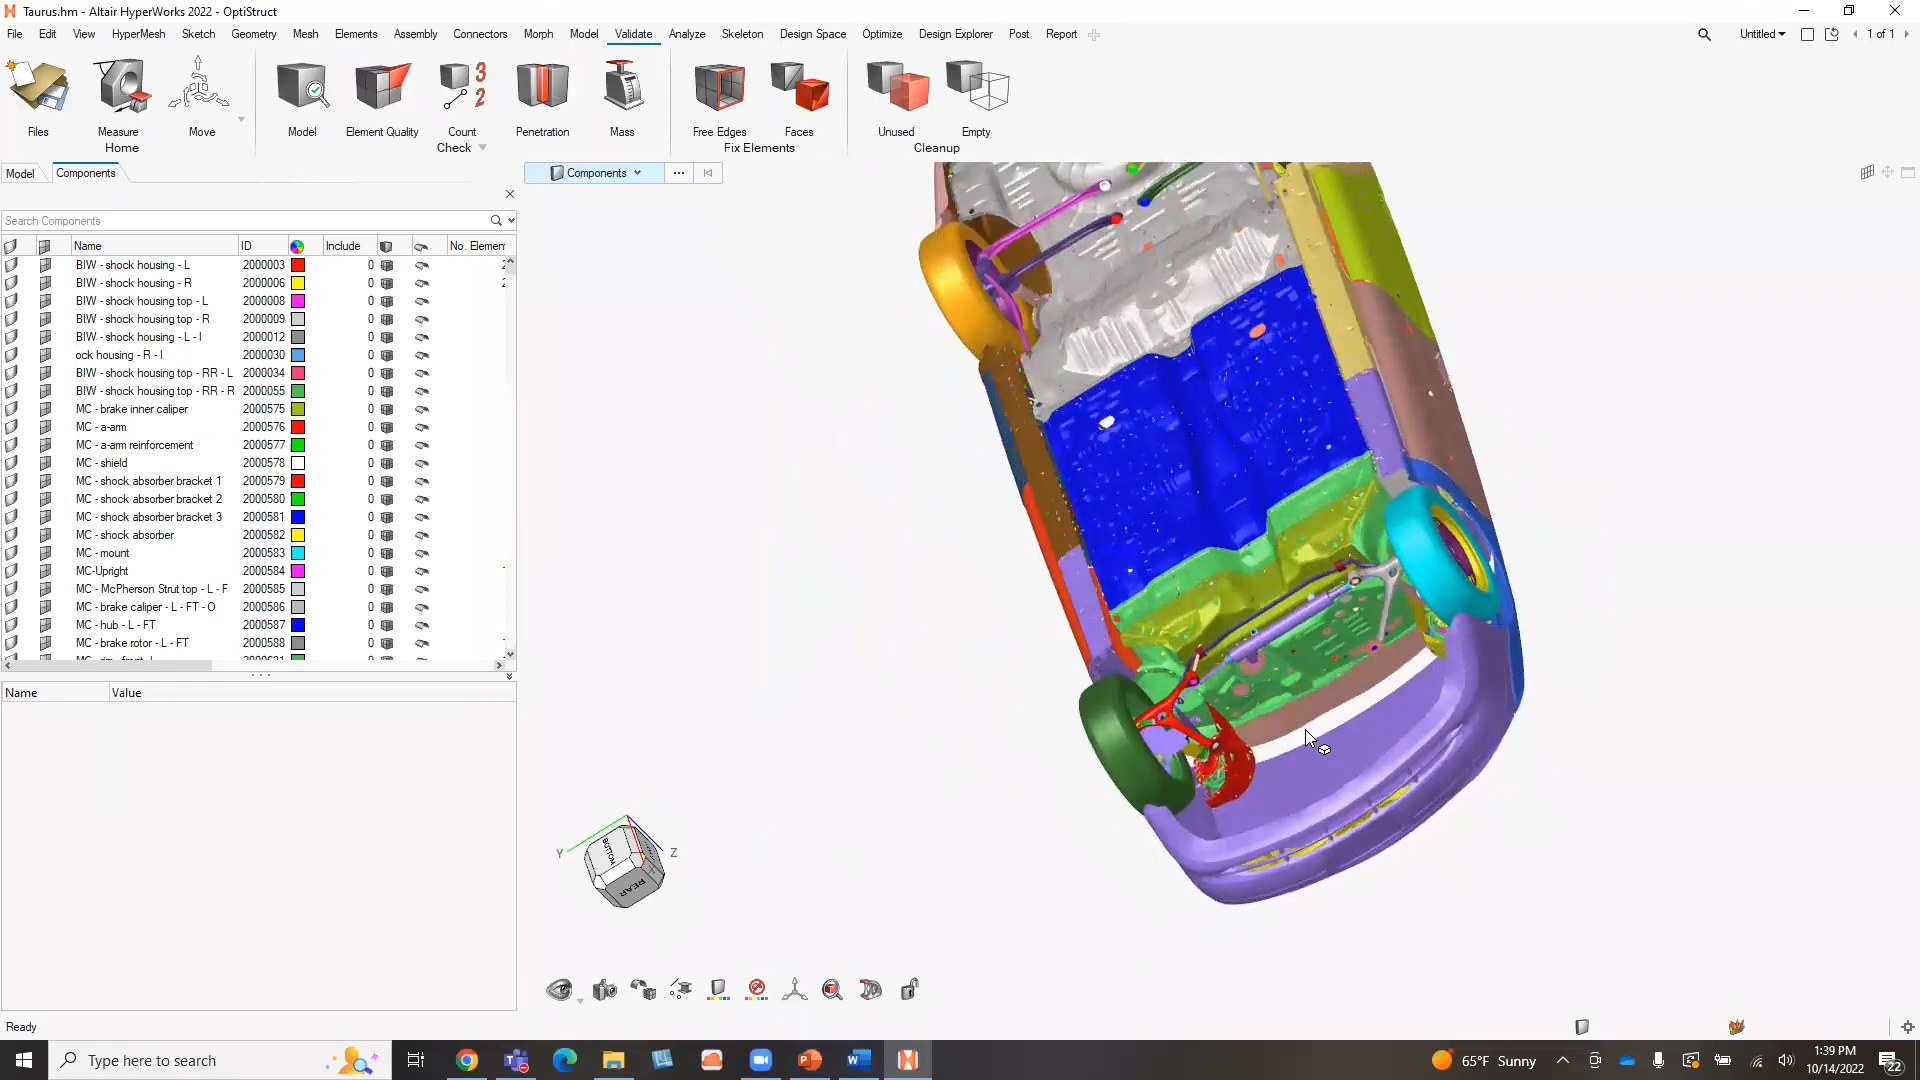 Taurus.hm - Altair HyperWorks 2022 - OptiStruct
File Edit View HyperMesh Sketch Geometry Mesh Elements Assembly Connectors Morph Model Validate Analyze Skeleton Design Space Optimize Design Explorer Post Report Untitled 1 of 1
3
2
Files Measure Move Model Element Quality Count Penetration Mass Free Edges Faces Unused Empty
Home Check Fix Elements Cleanup
Model Components
Components
Search Components
Name ID Include No. Elemen
BIW - shock housing - L 2000003 0
BIW - shock housing - R 2000006 0
BIW - shock housing top - L 2000008 0
BIW - shock housing top - R 2000009 0
BIW - shock housing - L - I 2000012 0
ock housing - R - I 2000030 0
BIW - shock housing top - RR - L 2000034 0
BIW - shock housing top - RR - R 2000055 0
MC - brake inner caliper 2000575 0
MC - a-arm 2000576 0
MC - a-arm reinforcement 2000577 0
MC - shield 2000578 0
MC - shock absorber bracket 1 2000579 0
MC - shock absorber bracket 2 2000580 0
MC - shock absorber bracket 3 2000581 0
MC - shock absorber 2000582 0
MC - mount 2000583 0
MC-Upright 2000584 0
MC - McPherson Strut top - L - F 2000585 0
MC - brake caliper - L - FT - O 2000586 0
MC - hub - L - FT 2000587 0
MC - brake rotor - L - FT 2000588 0
Name Value
Y Z
BOTTOM
REAR
Ready
Type here to search
65°F Sunny
1:39 PM
10/14/2022
22